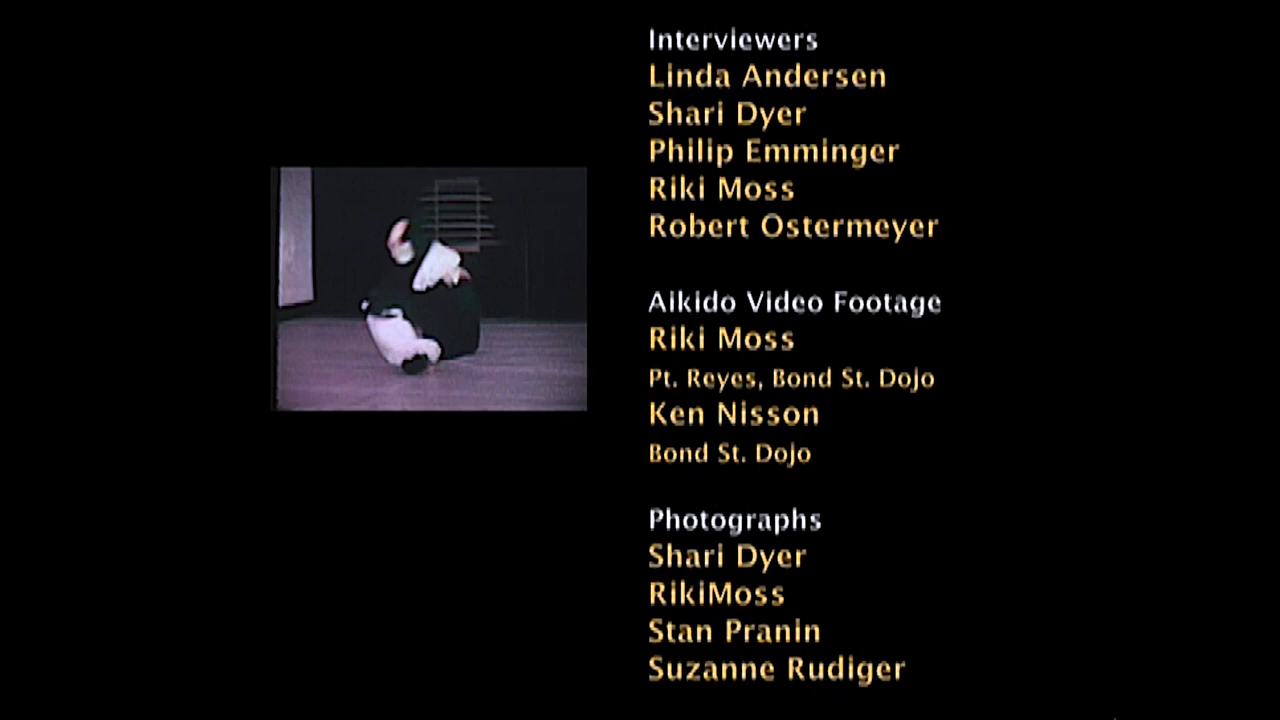 Interviewers
Linda Andersen
Shari Dyer
Philip Emminger
Riki Moss
Robert Ostermeyer
Aikido Video Footage
Riki Moss
Pt. Reyes, Bond St. Dojo
Ken Nisson
Bond St. Dojo
Photographs
Shari Dyer
RikiMoss
Stan Pranin
Suzanne Rudiger